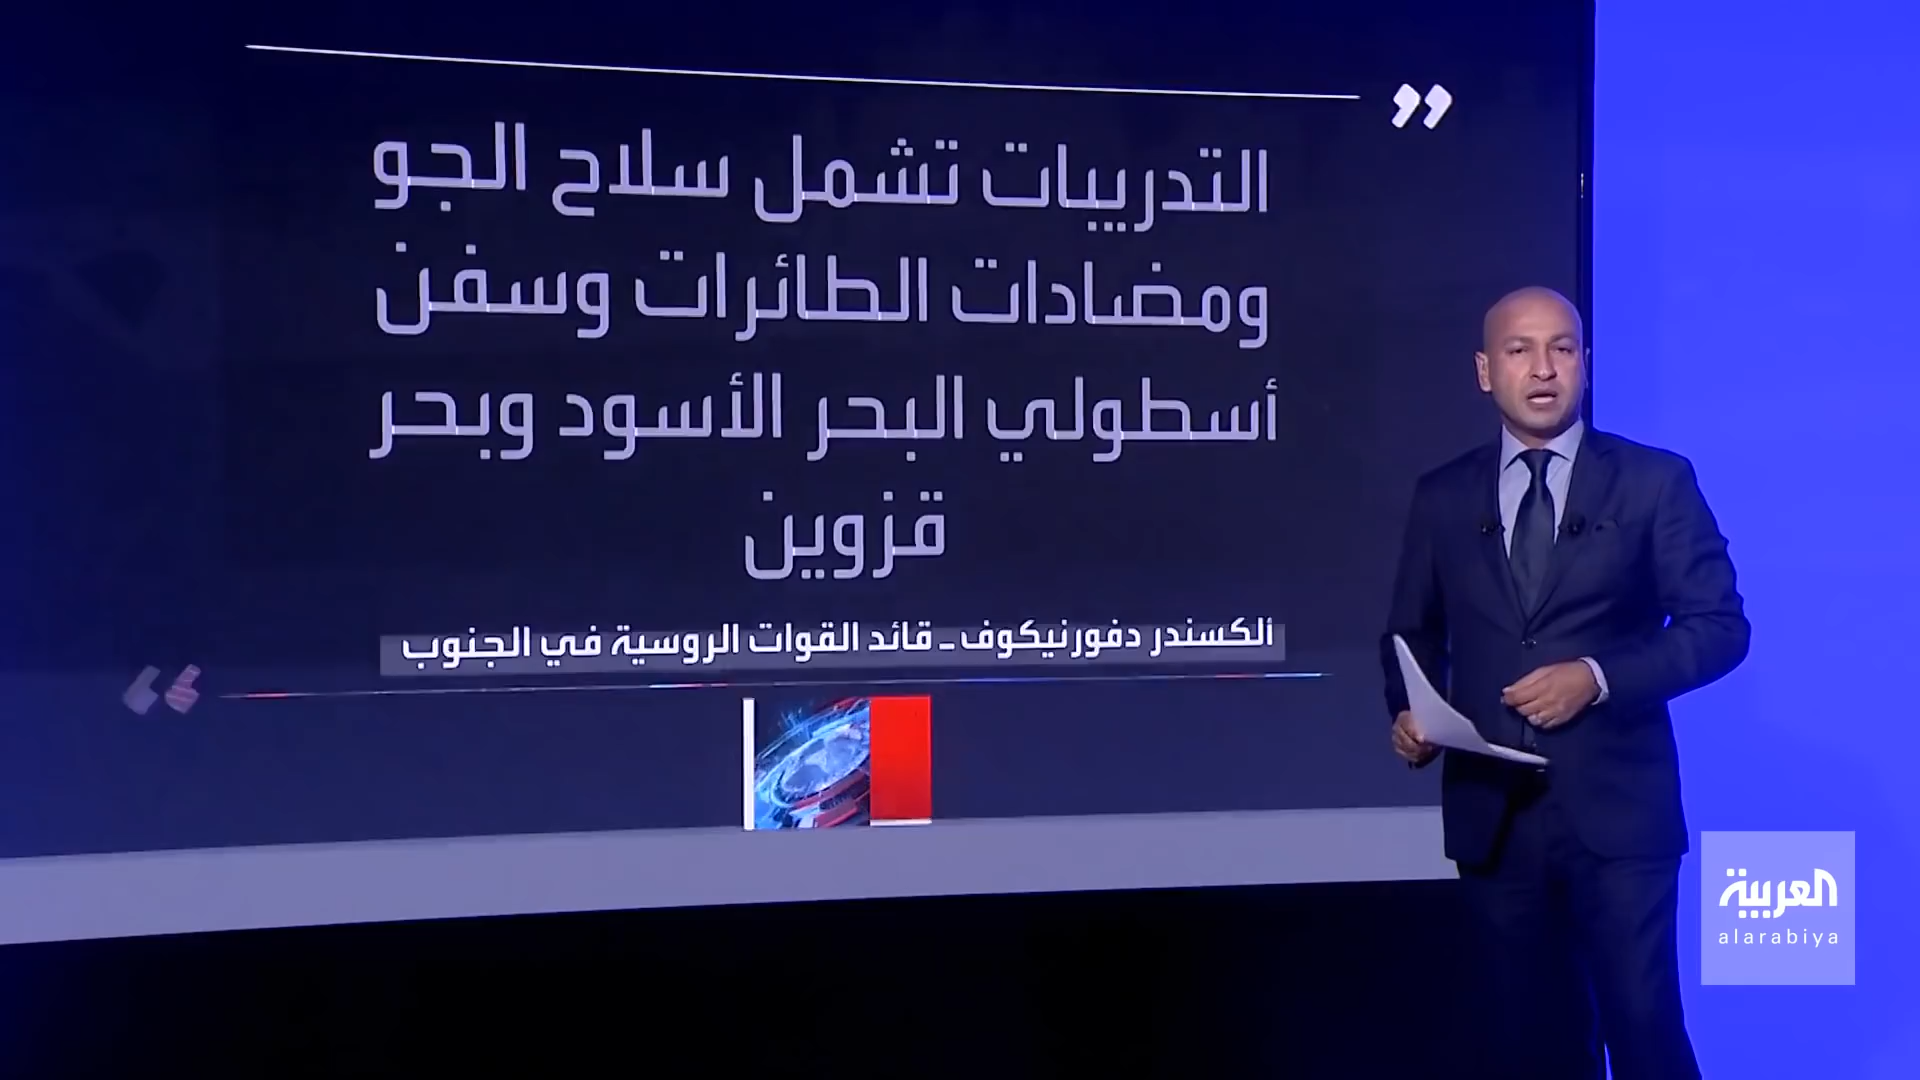 التدريبات تشمل سلاح الجو
ومضادات الطائرات وسفن
أسطولي البحر الأسود وبحر
قزوين
ألكسندر دفورنيكوف - قائد القوات الروسية في الجنوب
العربية
alarabiya